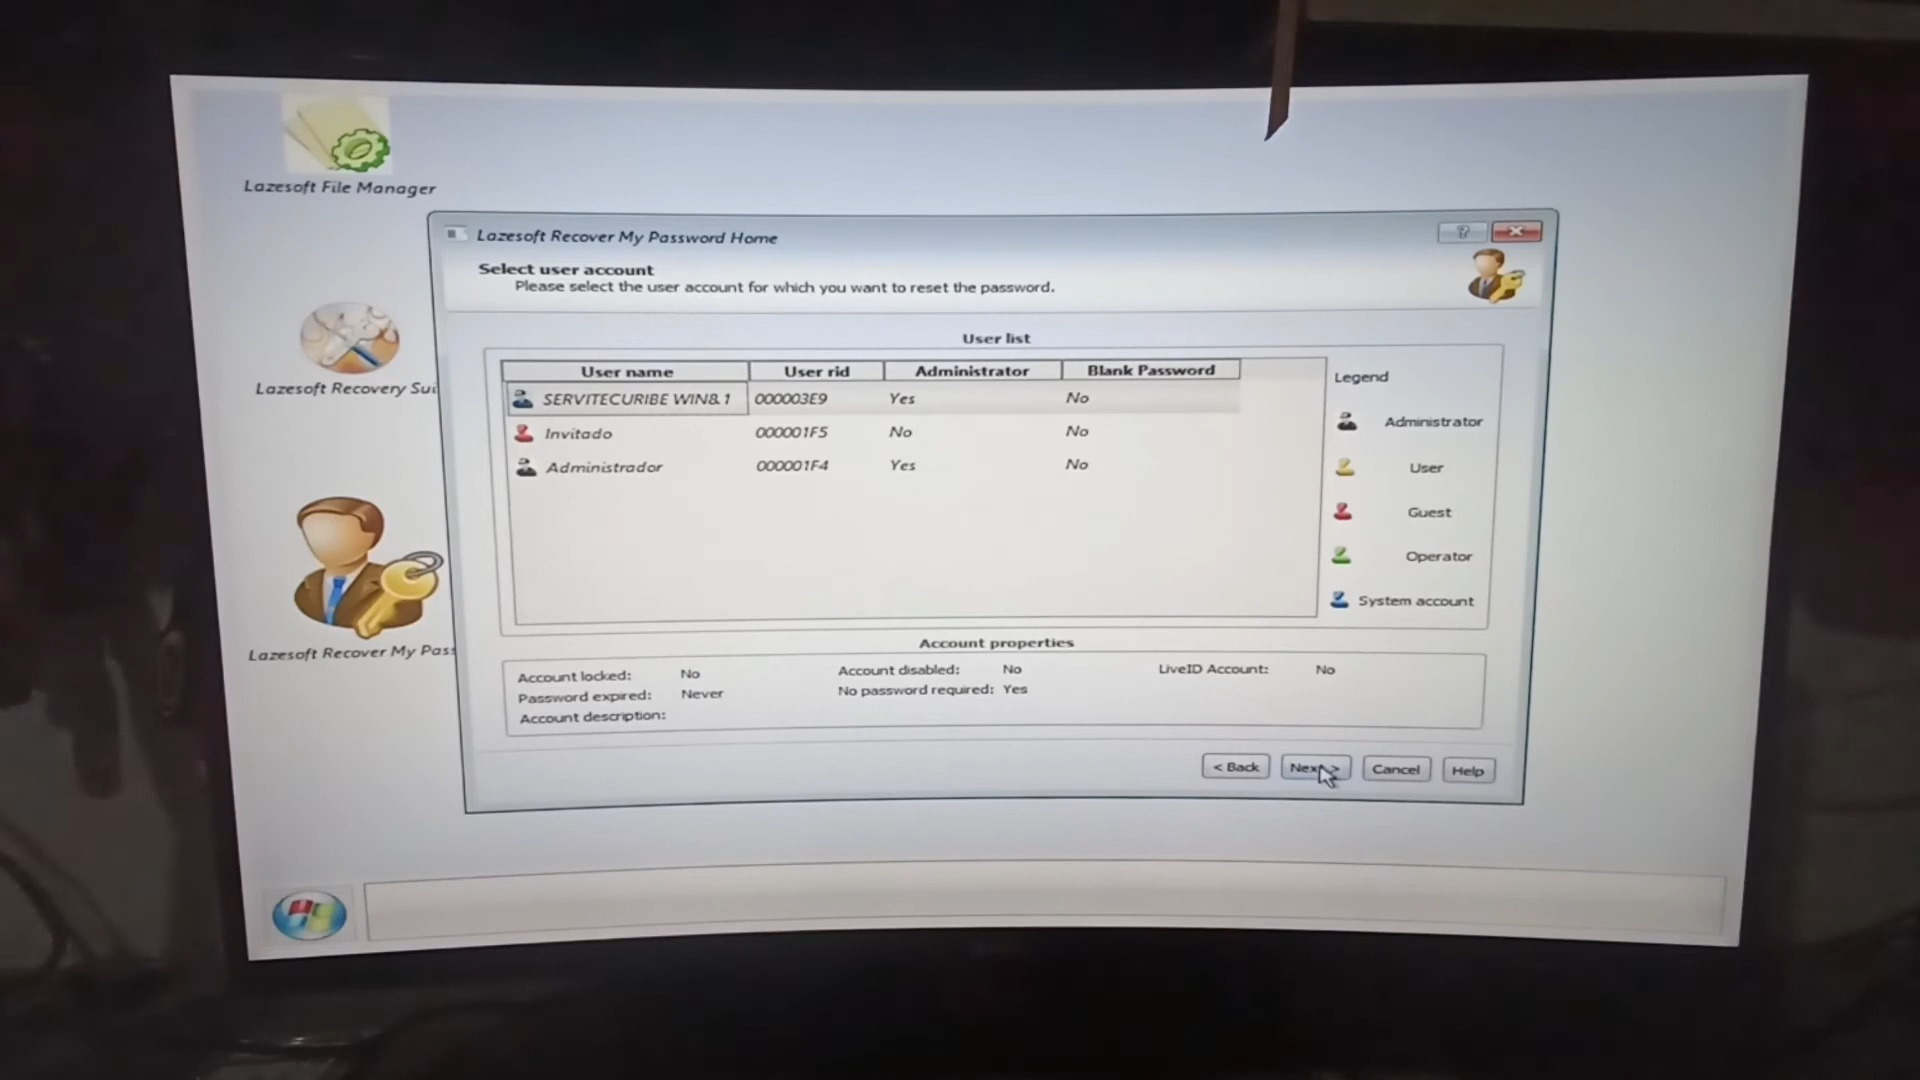 Lazesoft File Manager
Lazesoft Recover My Password Home
Select user account
Please select the user account for which you want to reset the password.
User list
User name User rid Administrator Blank Password
SERVITECURIBE WIN8.1 000003E9 Yes No
Invitado 000001F5 No No
Administrador 000001F4 Yes No
Legend
Administrator
User
Guest
Operator
System account
Lazesoft Recovery Sui
Lazesoft Recover My Pass
Account properties
Account locked: No Account disabled: No LiveID Account: No
Password expired: Never No password required: Yes
Account description:
< Back Next > Cancel Help